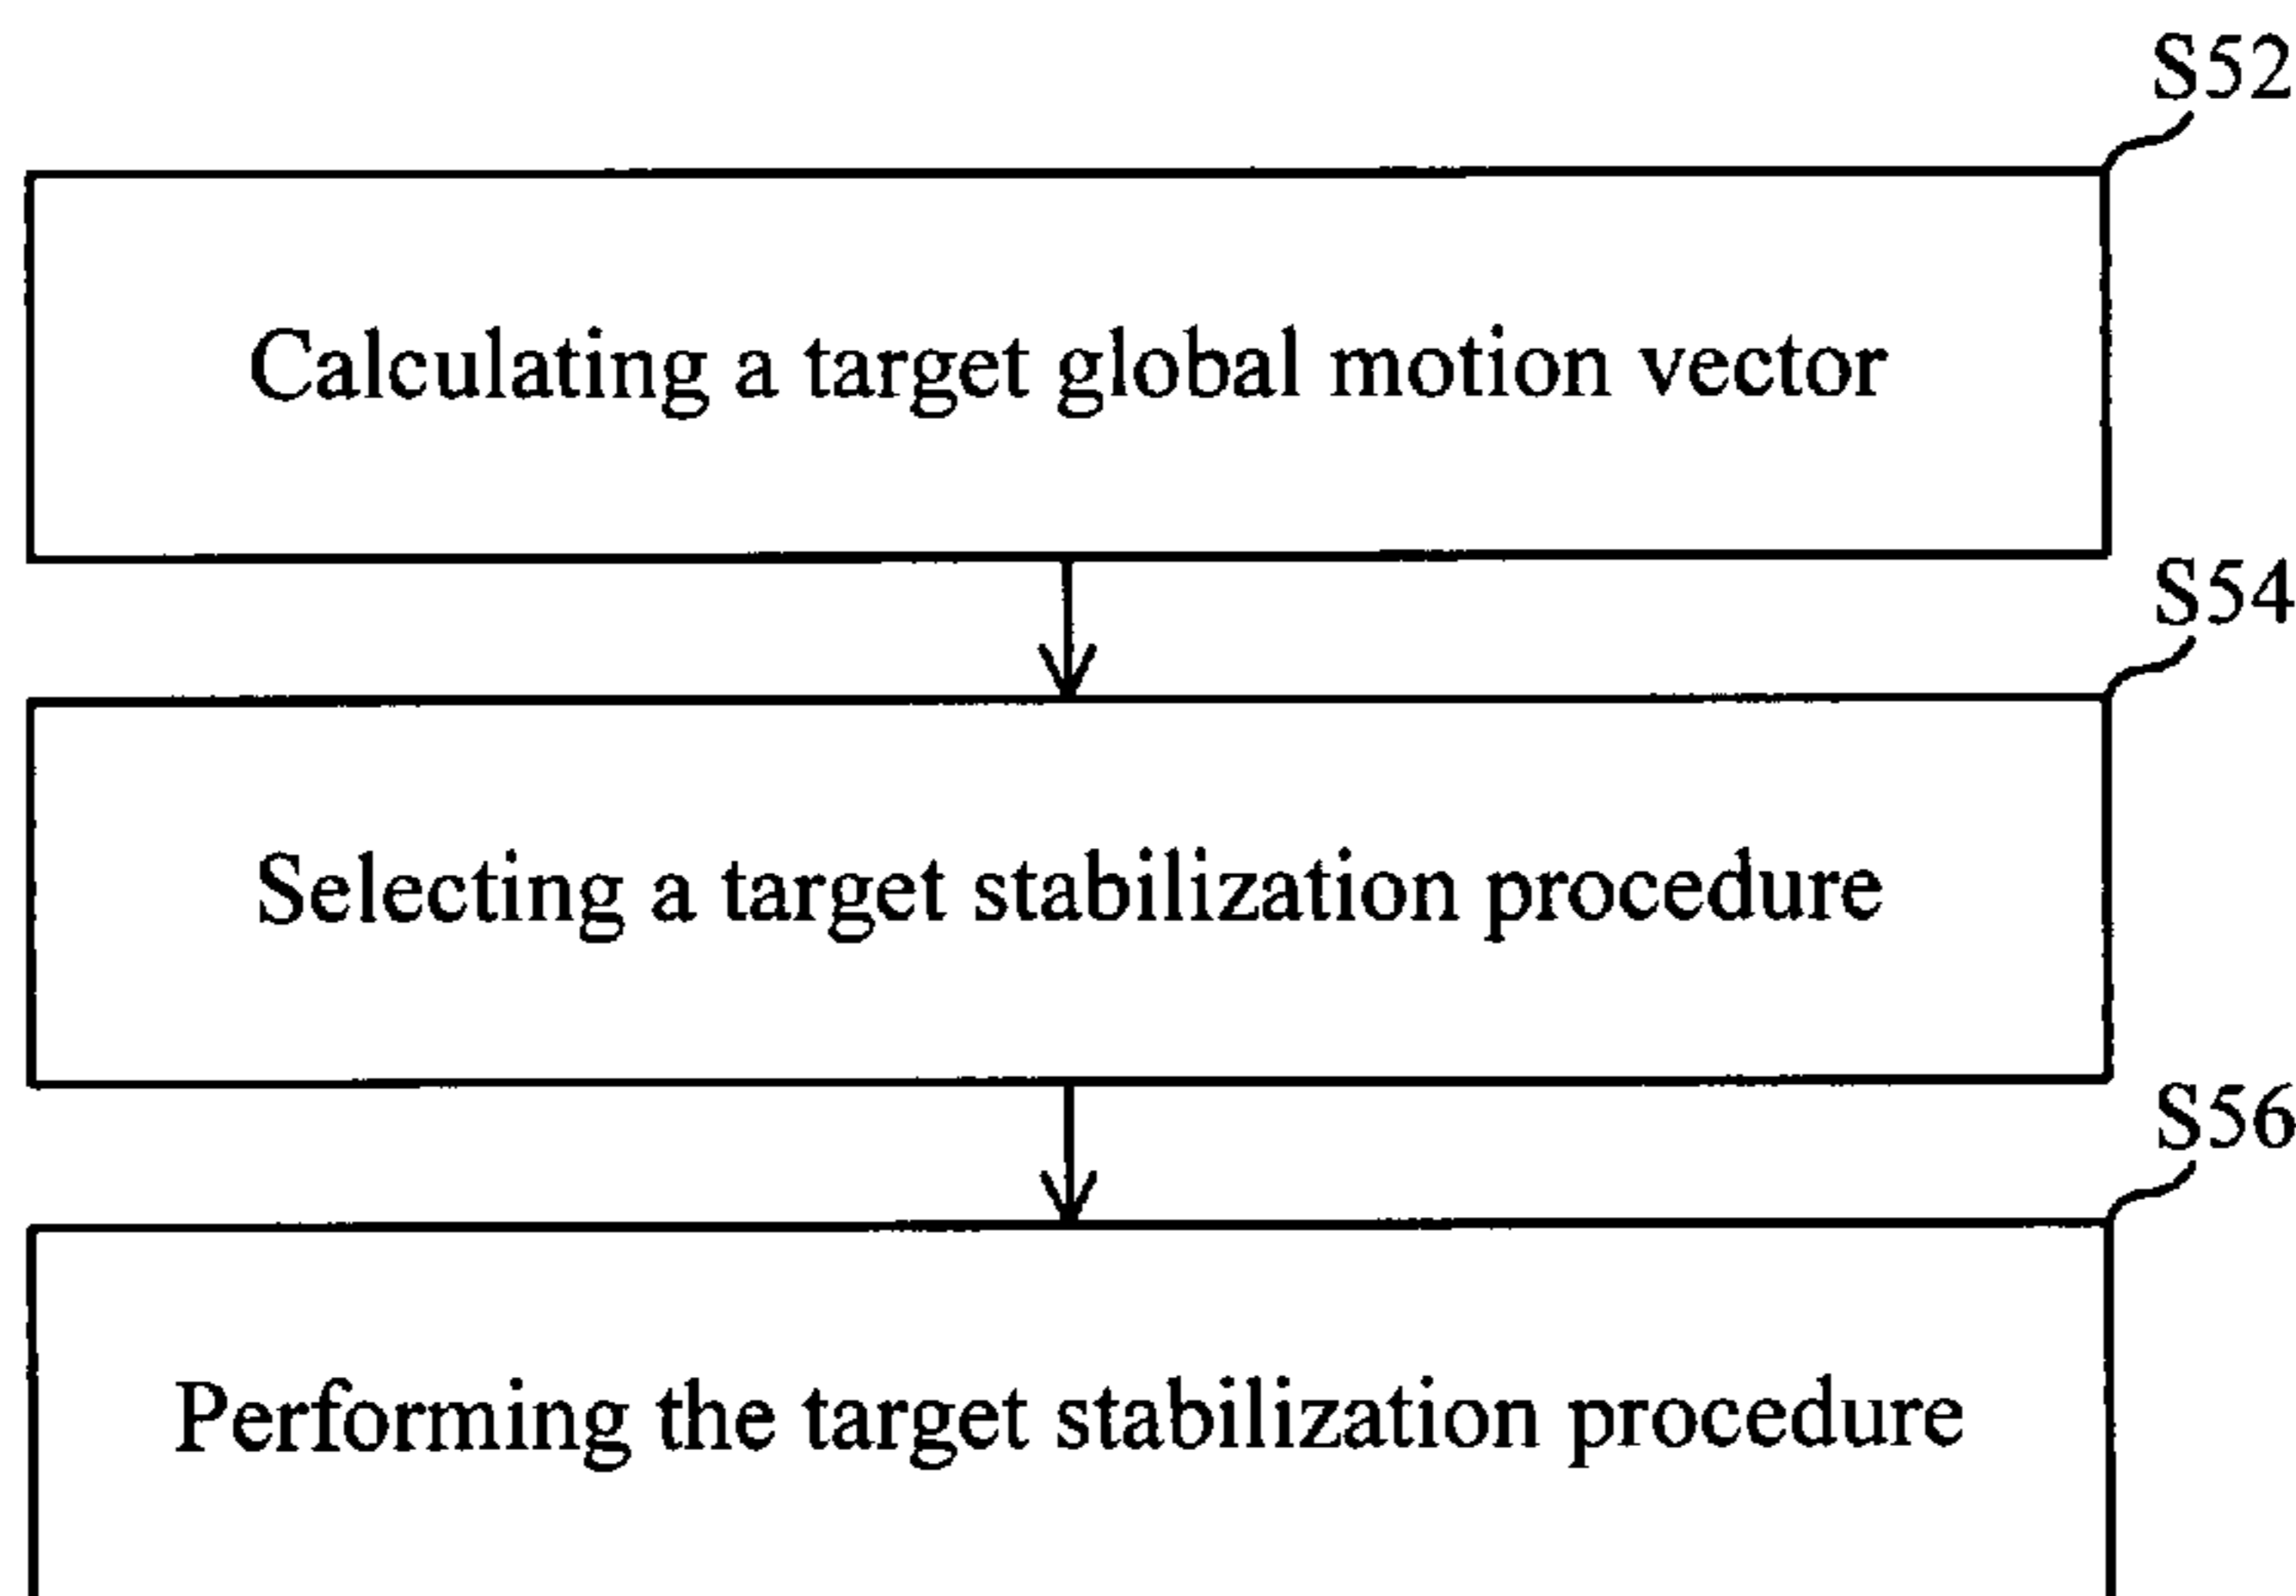 S52
Calculating a target global motion vector
S54
Selecting a target stabilization procedure
S56
Performing the target stabilization procedure